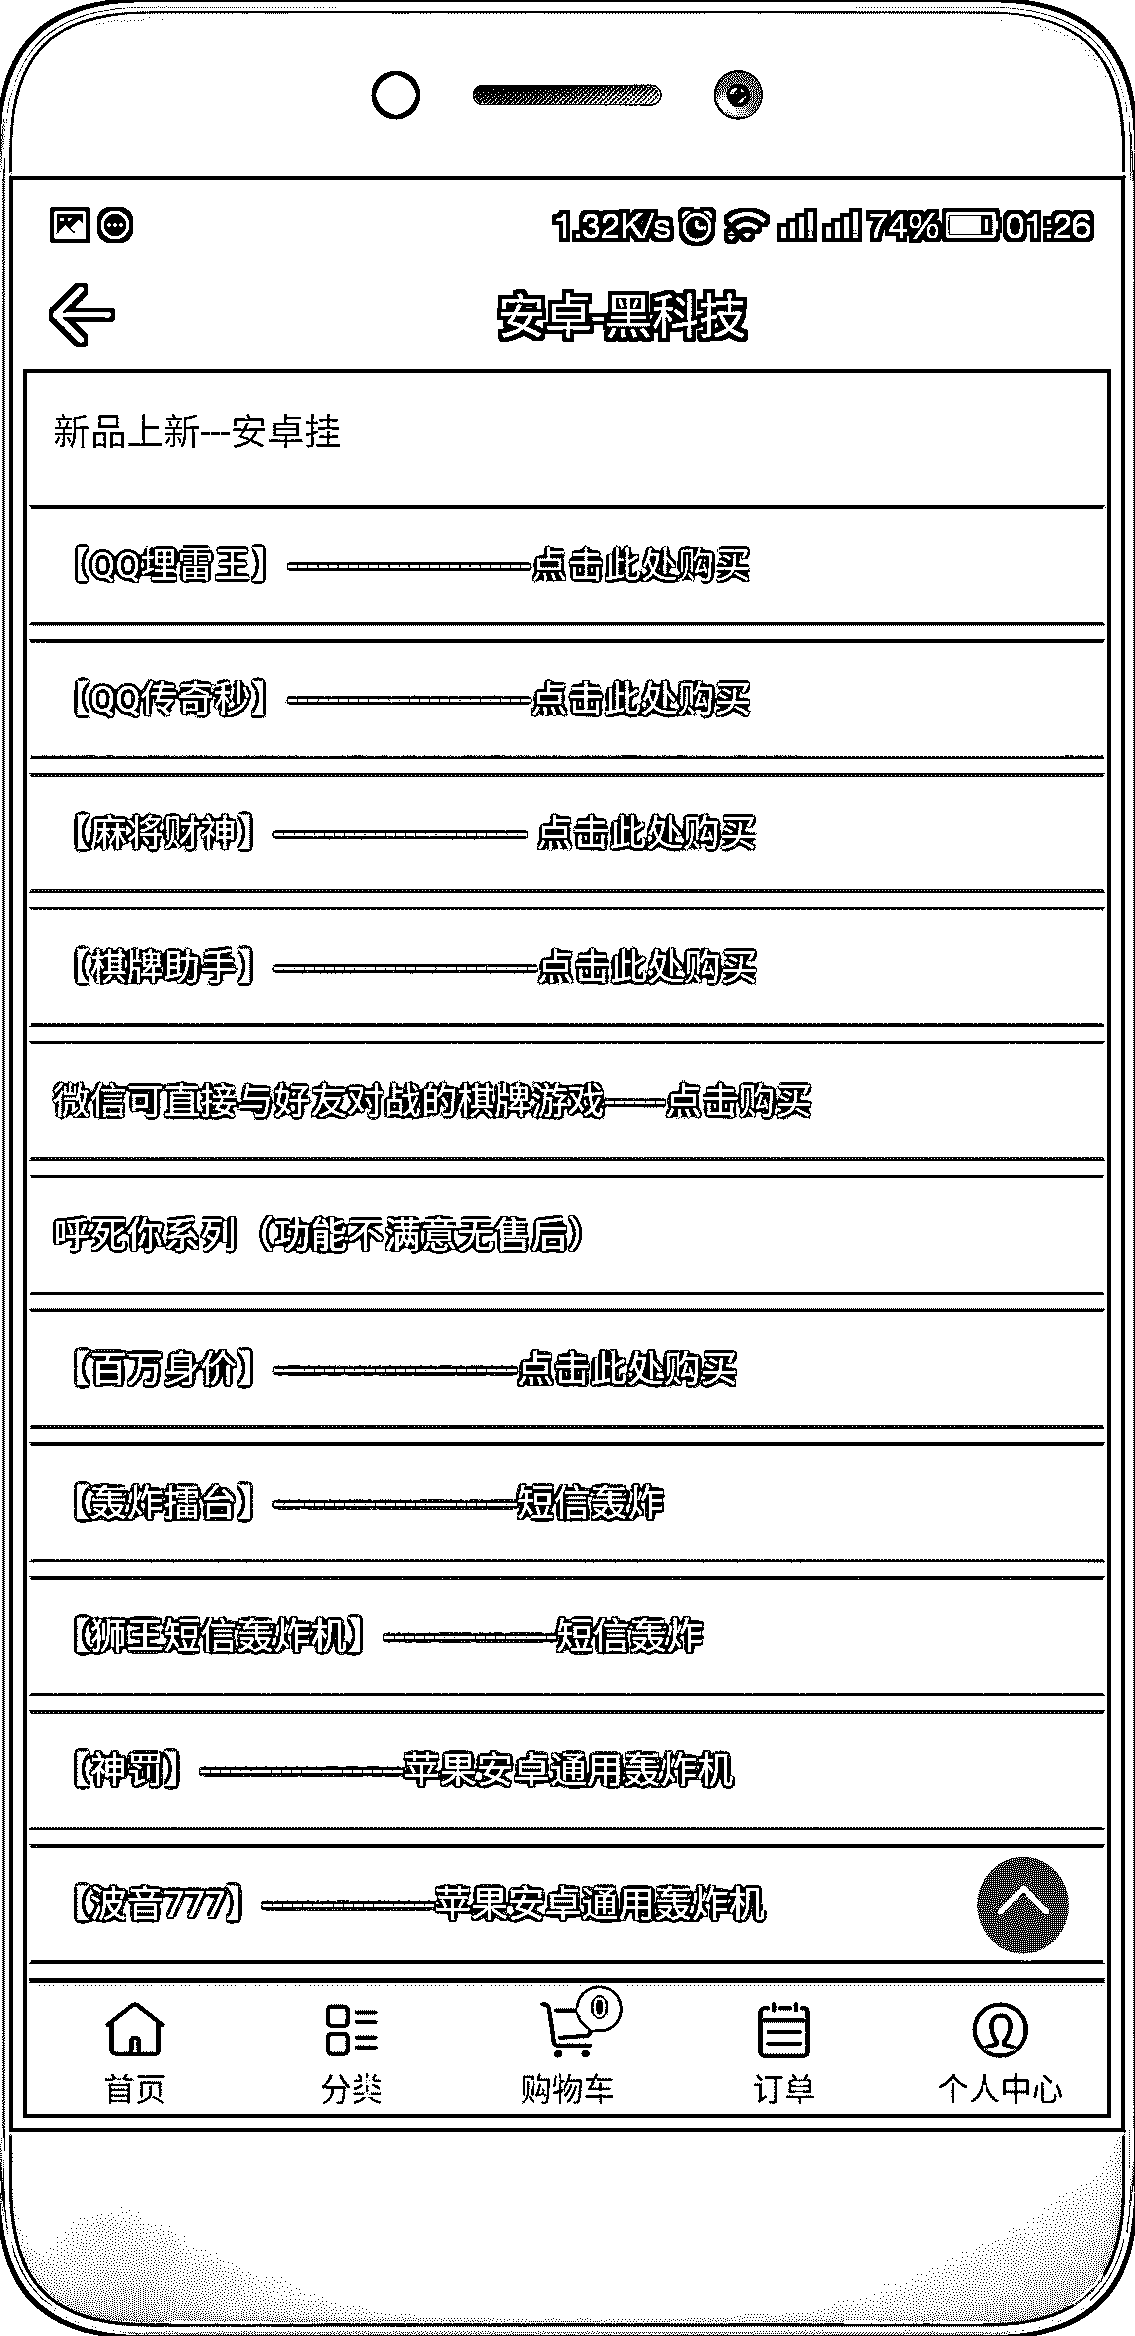 1.32K/s 74% 01:26
安卓-黑科技
新品上新---安卓挂
【QQ埋雷王】——————点击此处购买
【QQ传奇秒】——————点击此处购买
【麻将财神】—————— 点击此处购买
【棋牌助手】——————点击此处购买
微信可直接与好友对战的棋牌游戏——点击购买
呼死你系列（功能不满意无售后）
【百万身价】——————点击此处购买
【轰炸擂台】——————短信轰炸
【狮王短信轰炸机】————短信轰炸
【神罚】—————苹果安卓通用轰炸机
【波音777】————苹果安卓通用轰炸机
0
首页 分类 购物车 订单 个人中心